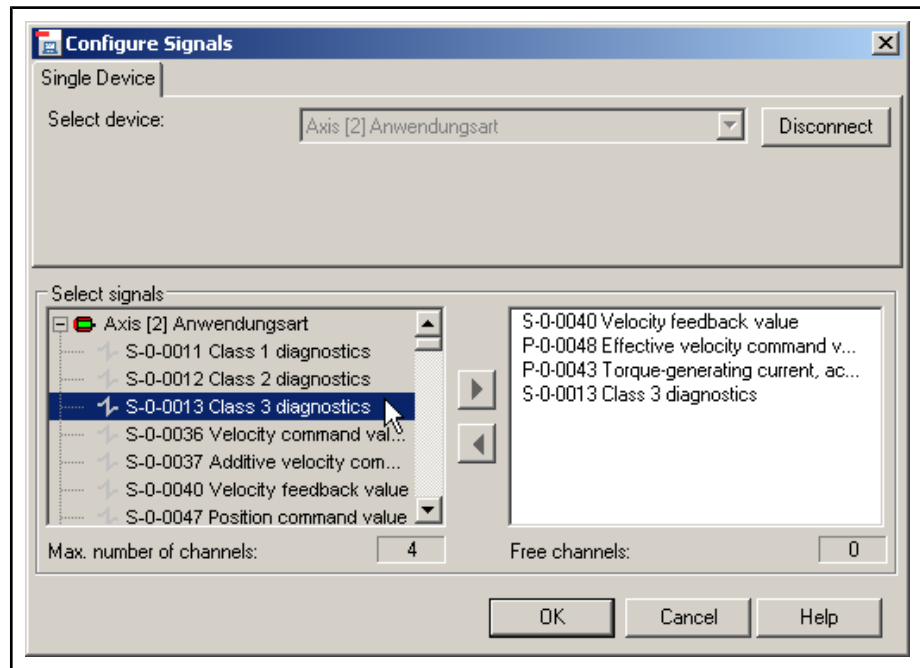 Configure Signals
Single Device
Select device:
Axis [2] Anwendungsart
Disconnect
Select signals
Axis [2] Anwendungsart
S-0-0011 Class 1 diagnostics
S-0-0012 Class 2 diagnostics
S-0-0013 Class 3 diagnostics
S-0-0036 Velocity command val...
S-0-0037 Additive velocity com...
S-0-0040 Velocity feedback value
S-0-0047 Position command value
S-0-0040 Velocity feedback value
P-0-0048 Effective velocity command v...
P-0-0043 Torque-generating current, ac...
S-0-0013 Class 3 diagnostics
Max. number of channels: 4
Free channels: 0
OK Cancel Help